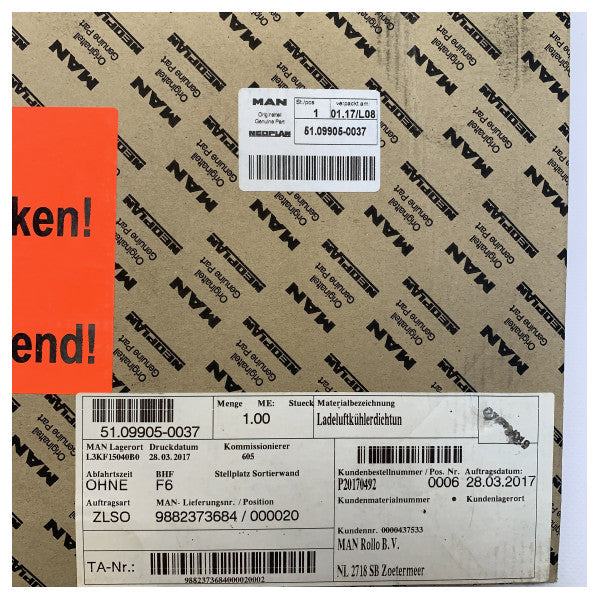 MAN
Originalteil
Genuine Part
NEOPLAN
St./pos
1
verpackt am
01.17/L08
51.09905-0037
ken!
end!
51.09905-0037
Menge ME: Stueck
1.00
Materialbezeichnung
Ladeluftkühlerdichtun
MAN Lagerort Druckdatum Kommissionierer
L3KF15040B0 28.03.2017 605
Abfahrtszeit BHF Stellplatz Sortierwand
OHNE F6
Auftragsart MAN- Lieferungsnr. / Position
ZLSO 9882373684 / 000020
TA-Nr.:
9882373684000020002
Kundenbestellnummer / Pos. Nr. Auftragsdatum:
P20170492 0006 28.03.2017
Kundenmaterialnummer Kundenlagerort
Kundennr. 0000437533
MAN Rollo B.V.
NL 2718 SB Zoetermeer